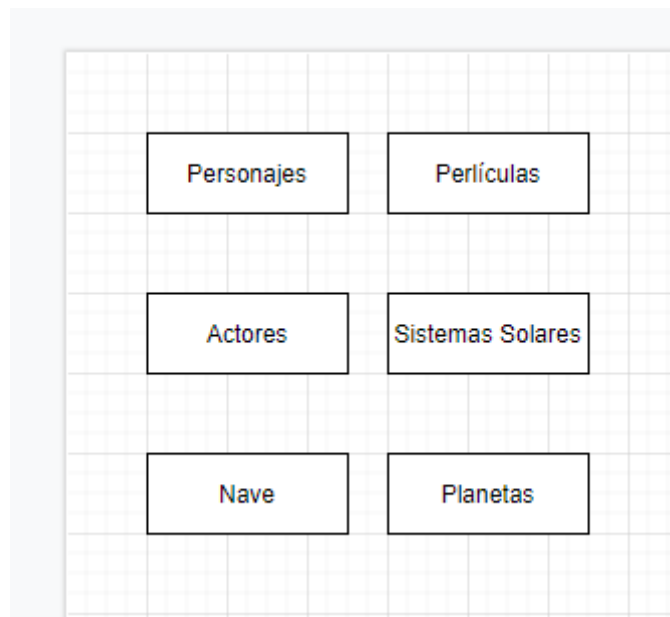 Personajes
Perlículas
Actores
Sistemas Solares
Nave
Planetas